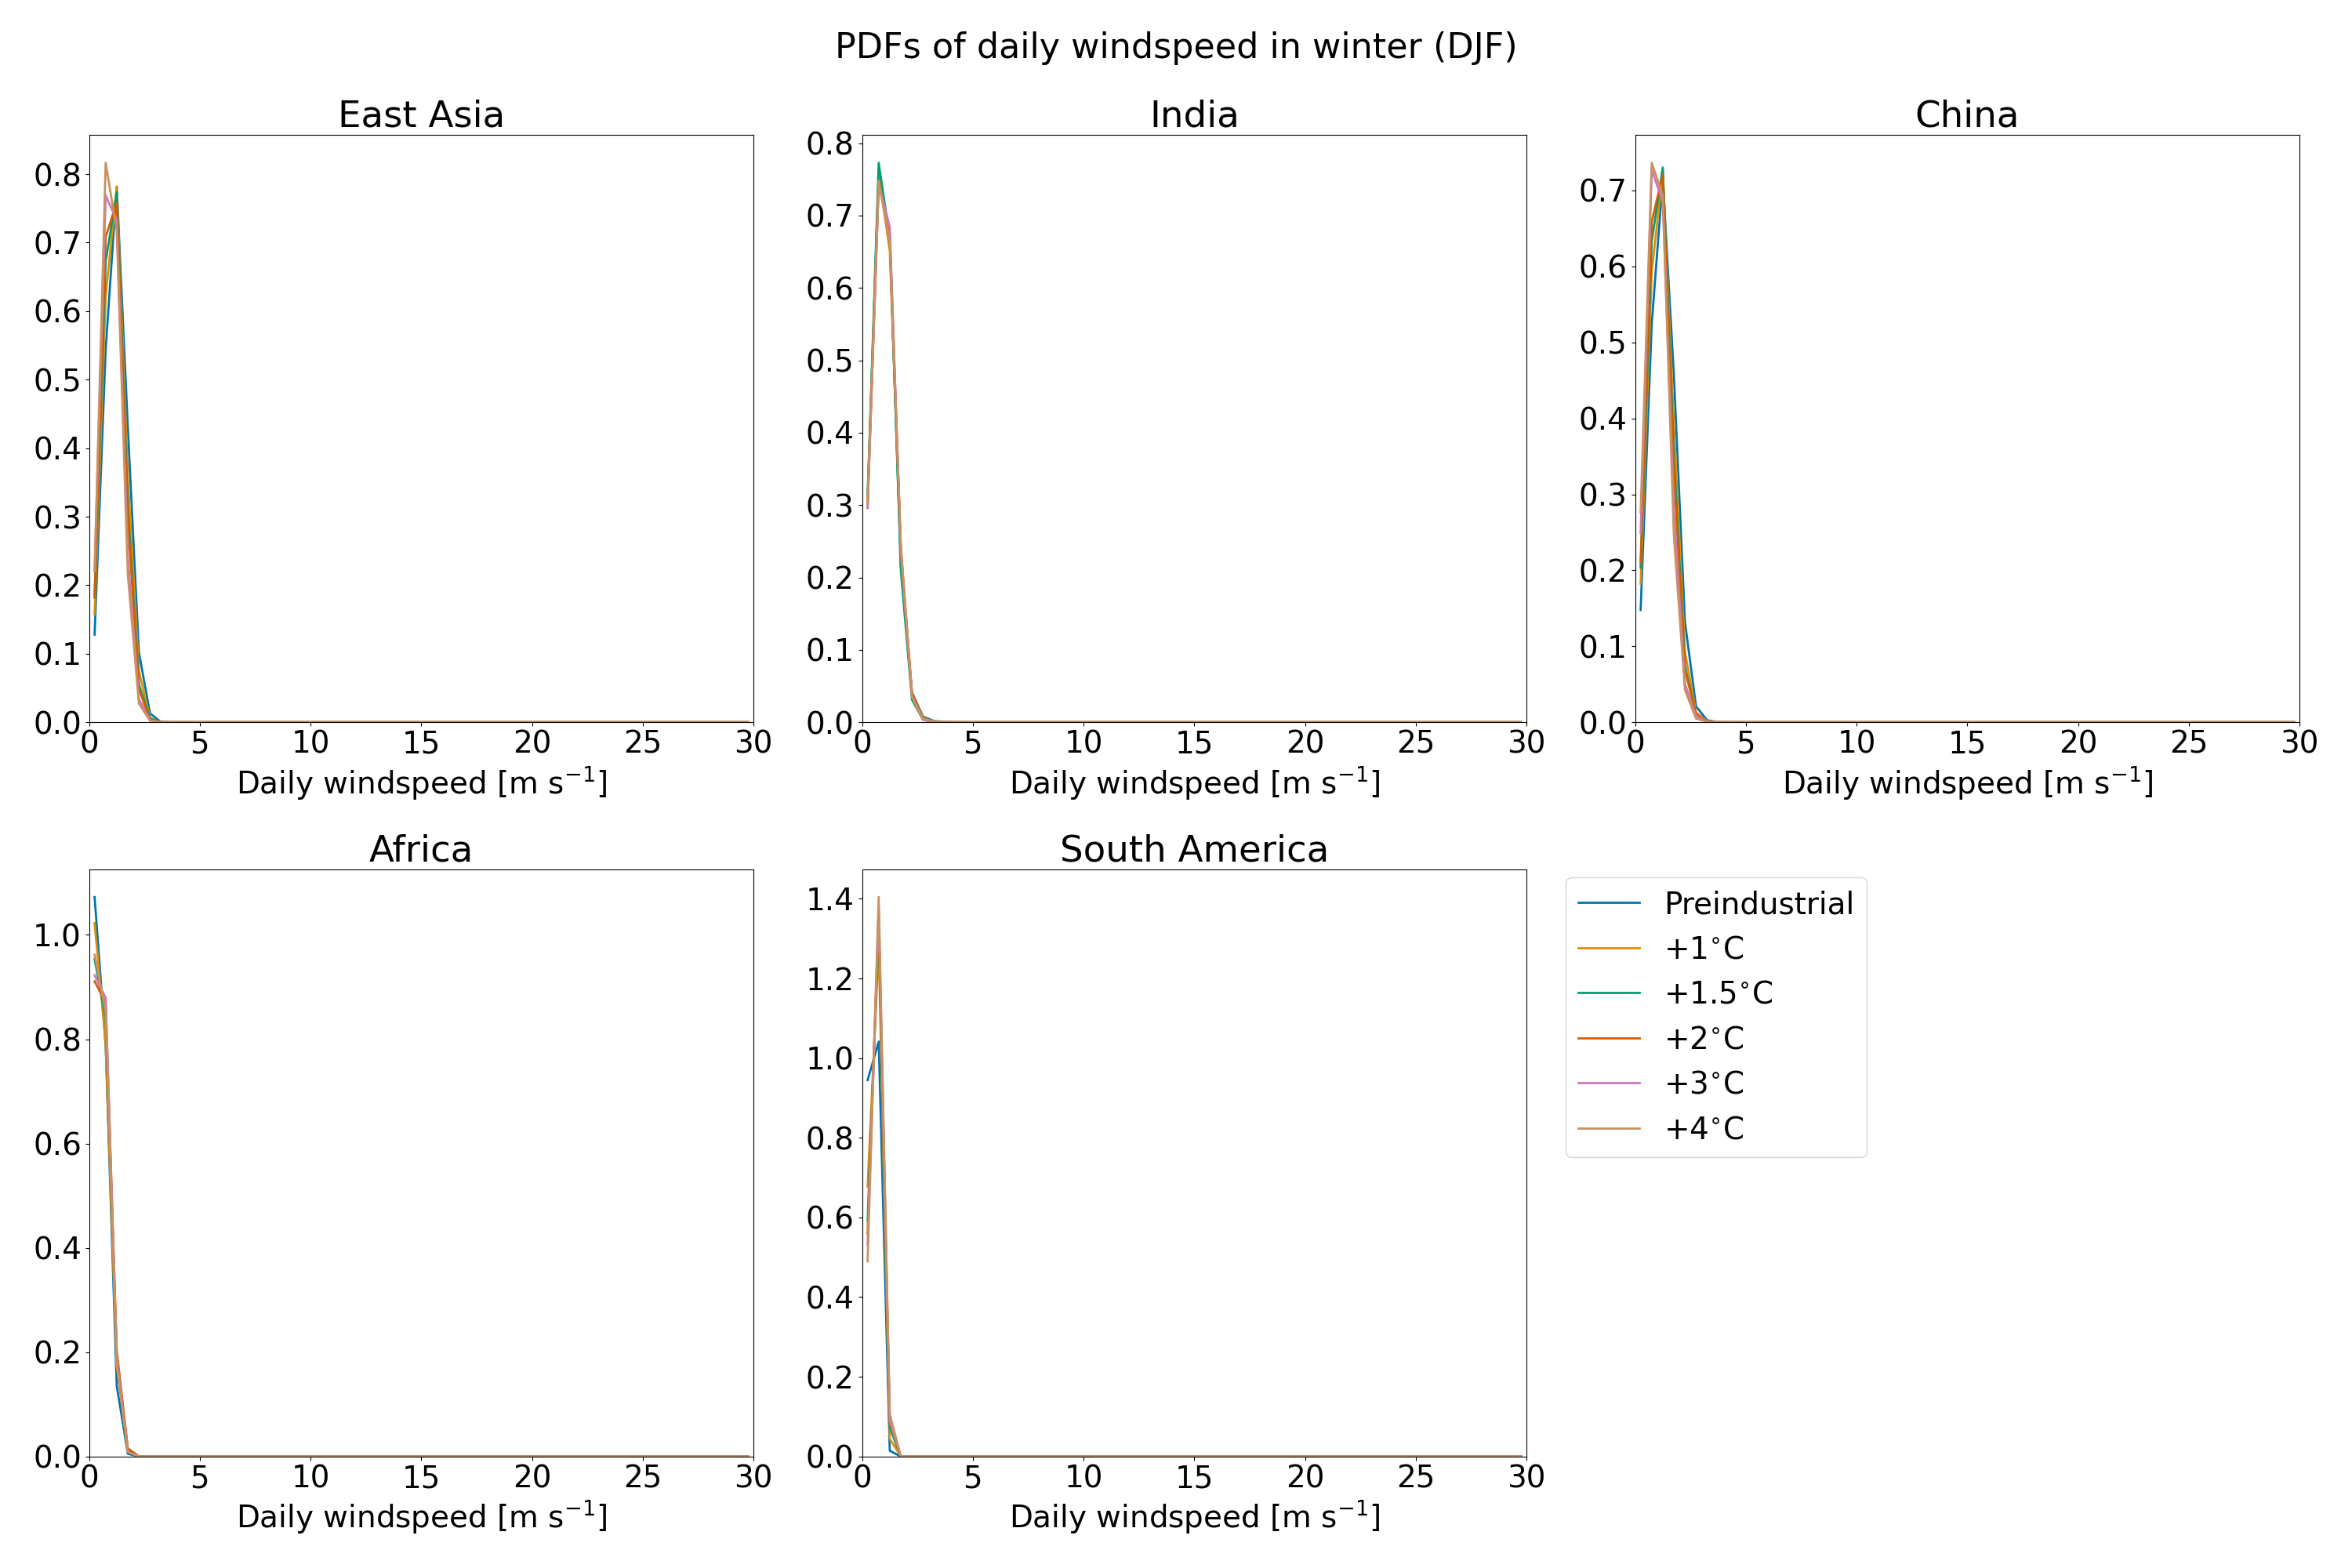 PDFs of daily windspeed in winter (DJF)
East Asia
0.8
0.7
0.6
0.5
0.4
0.3
0.2
0.1
0.0
0 5 10 15 20 25 30
Daily windspeed [m s⁻¹]
India
0.8
0.7
0.6
0.5
0.4
0.3
0.2
0.1
0.0
0 5 10 15 20 25 30
Daily windspeed [m s⁻¹]
China
0.7
0.6
0.5
0.4
0.3
0.2
0.1
0.0
0 5 10 15 20 25 30
Daily windspeed [m s⁻¹]
Africa
1.0
0.8
0.6
0.4
0.2
0.0
0 5 10 15 20 25 30
Daily windspeed [m s⁻¹]
South America
1.4
1.2
1.0
0.8
0.6
0.4
0.2
0.0
0 5 10 15 20 25 30
Daily windspeed [m s⁻¹]
Preindustrial
+1°C
+1.5°C
+2°C
+3°C
+4°C